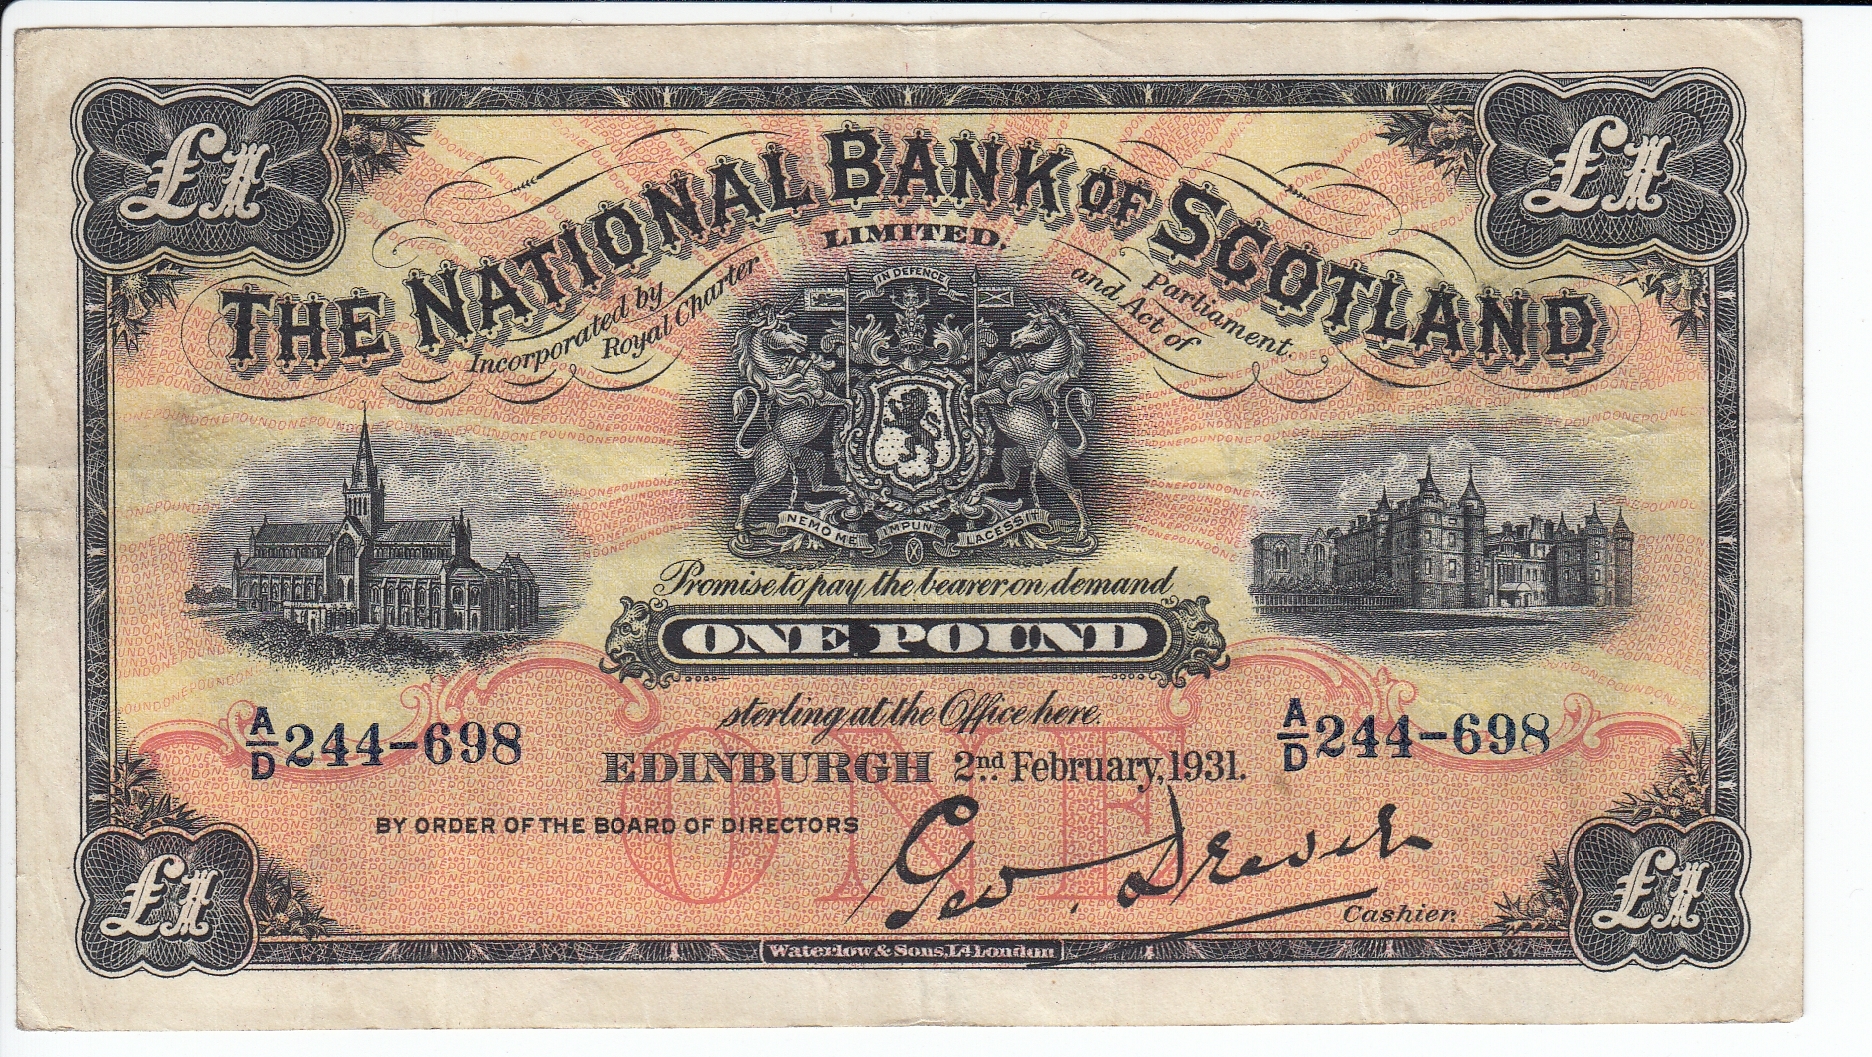 £1 £1
THE NATIONAL BANK OF SCOTLAND
LIMITED,
Incorporated by
Royal Charter
and Act of
Parliament.
IN DEFENCE
NEMO ME IMPUNE LACESSIT
Promise to pay the bearer on demand
ONE POUND
sterling at the Office here.
A/D 244-698 A/D 244-698
EDINBURGH 2nd February, 1931.
ONE
BY ORDER OF THE BOARD OF DIRECTORS
Geo. Drever
Cashier.
£1 £1
Waterlow & Sons, Ld. London